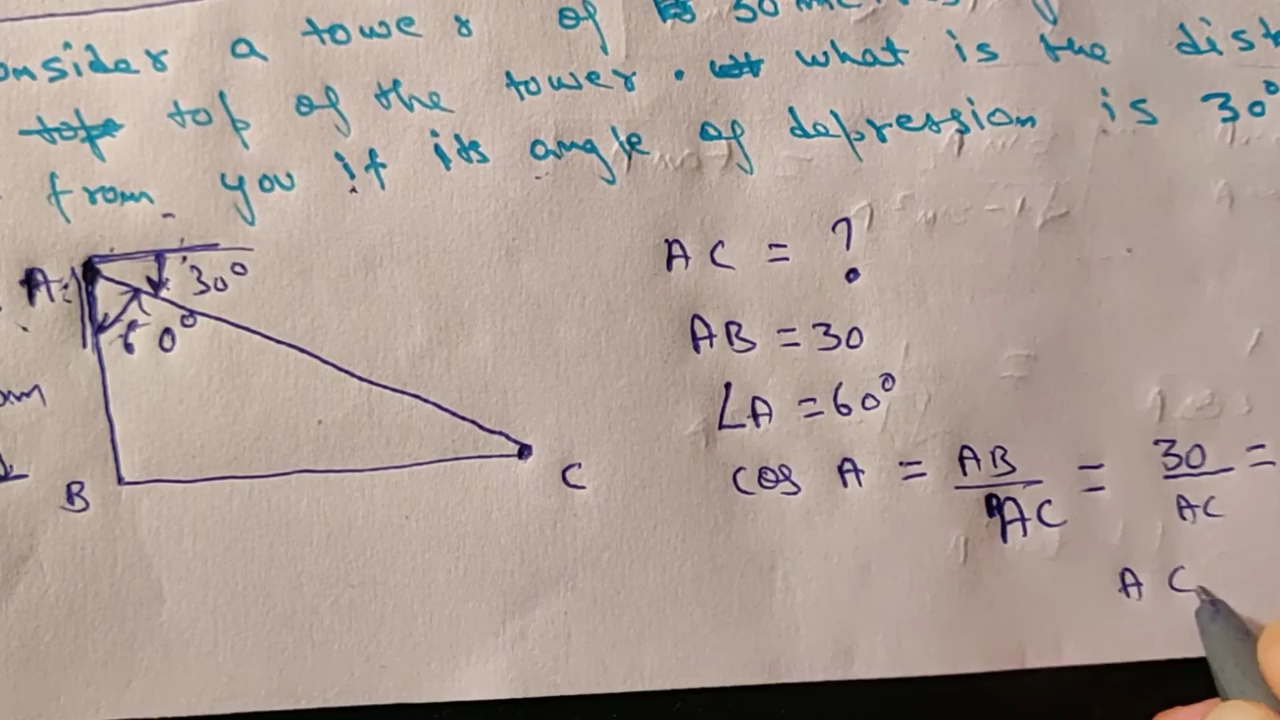 onsider a tower of 30
top of the tower. what is the dist
from you if its angle of depression is 30°
A
30°
60°
B
C
AC = ?
AB = 30
∠A = 60°
cos A = AB/AC = 30/AC =
AC